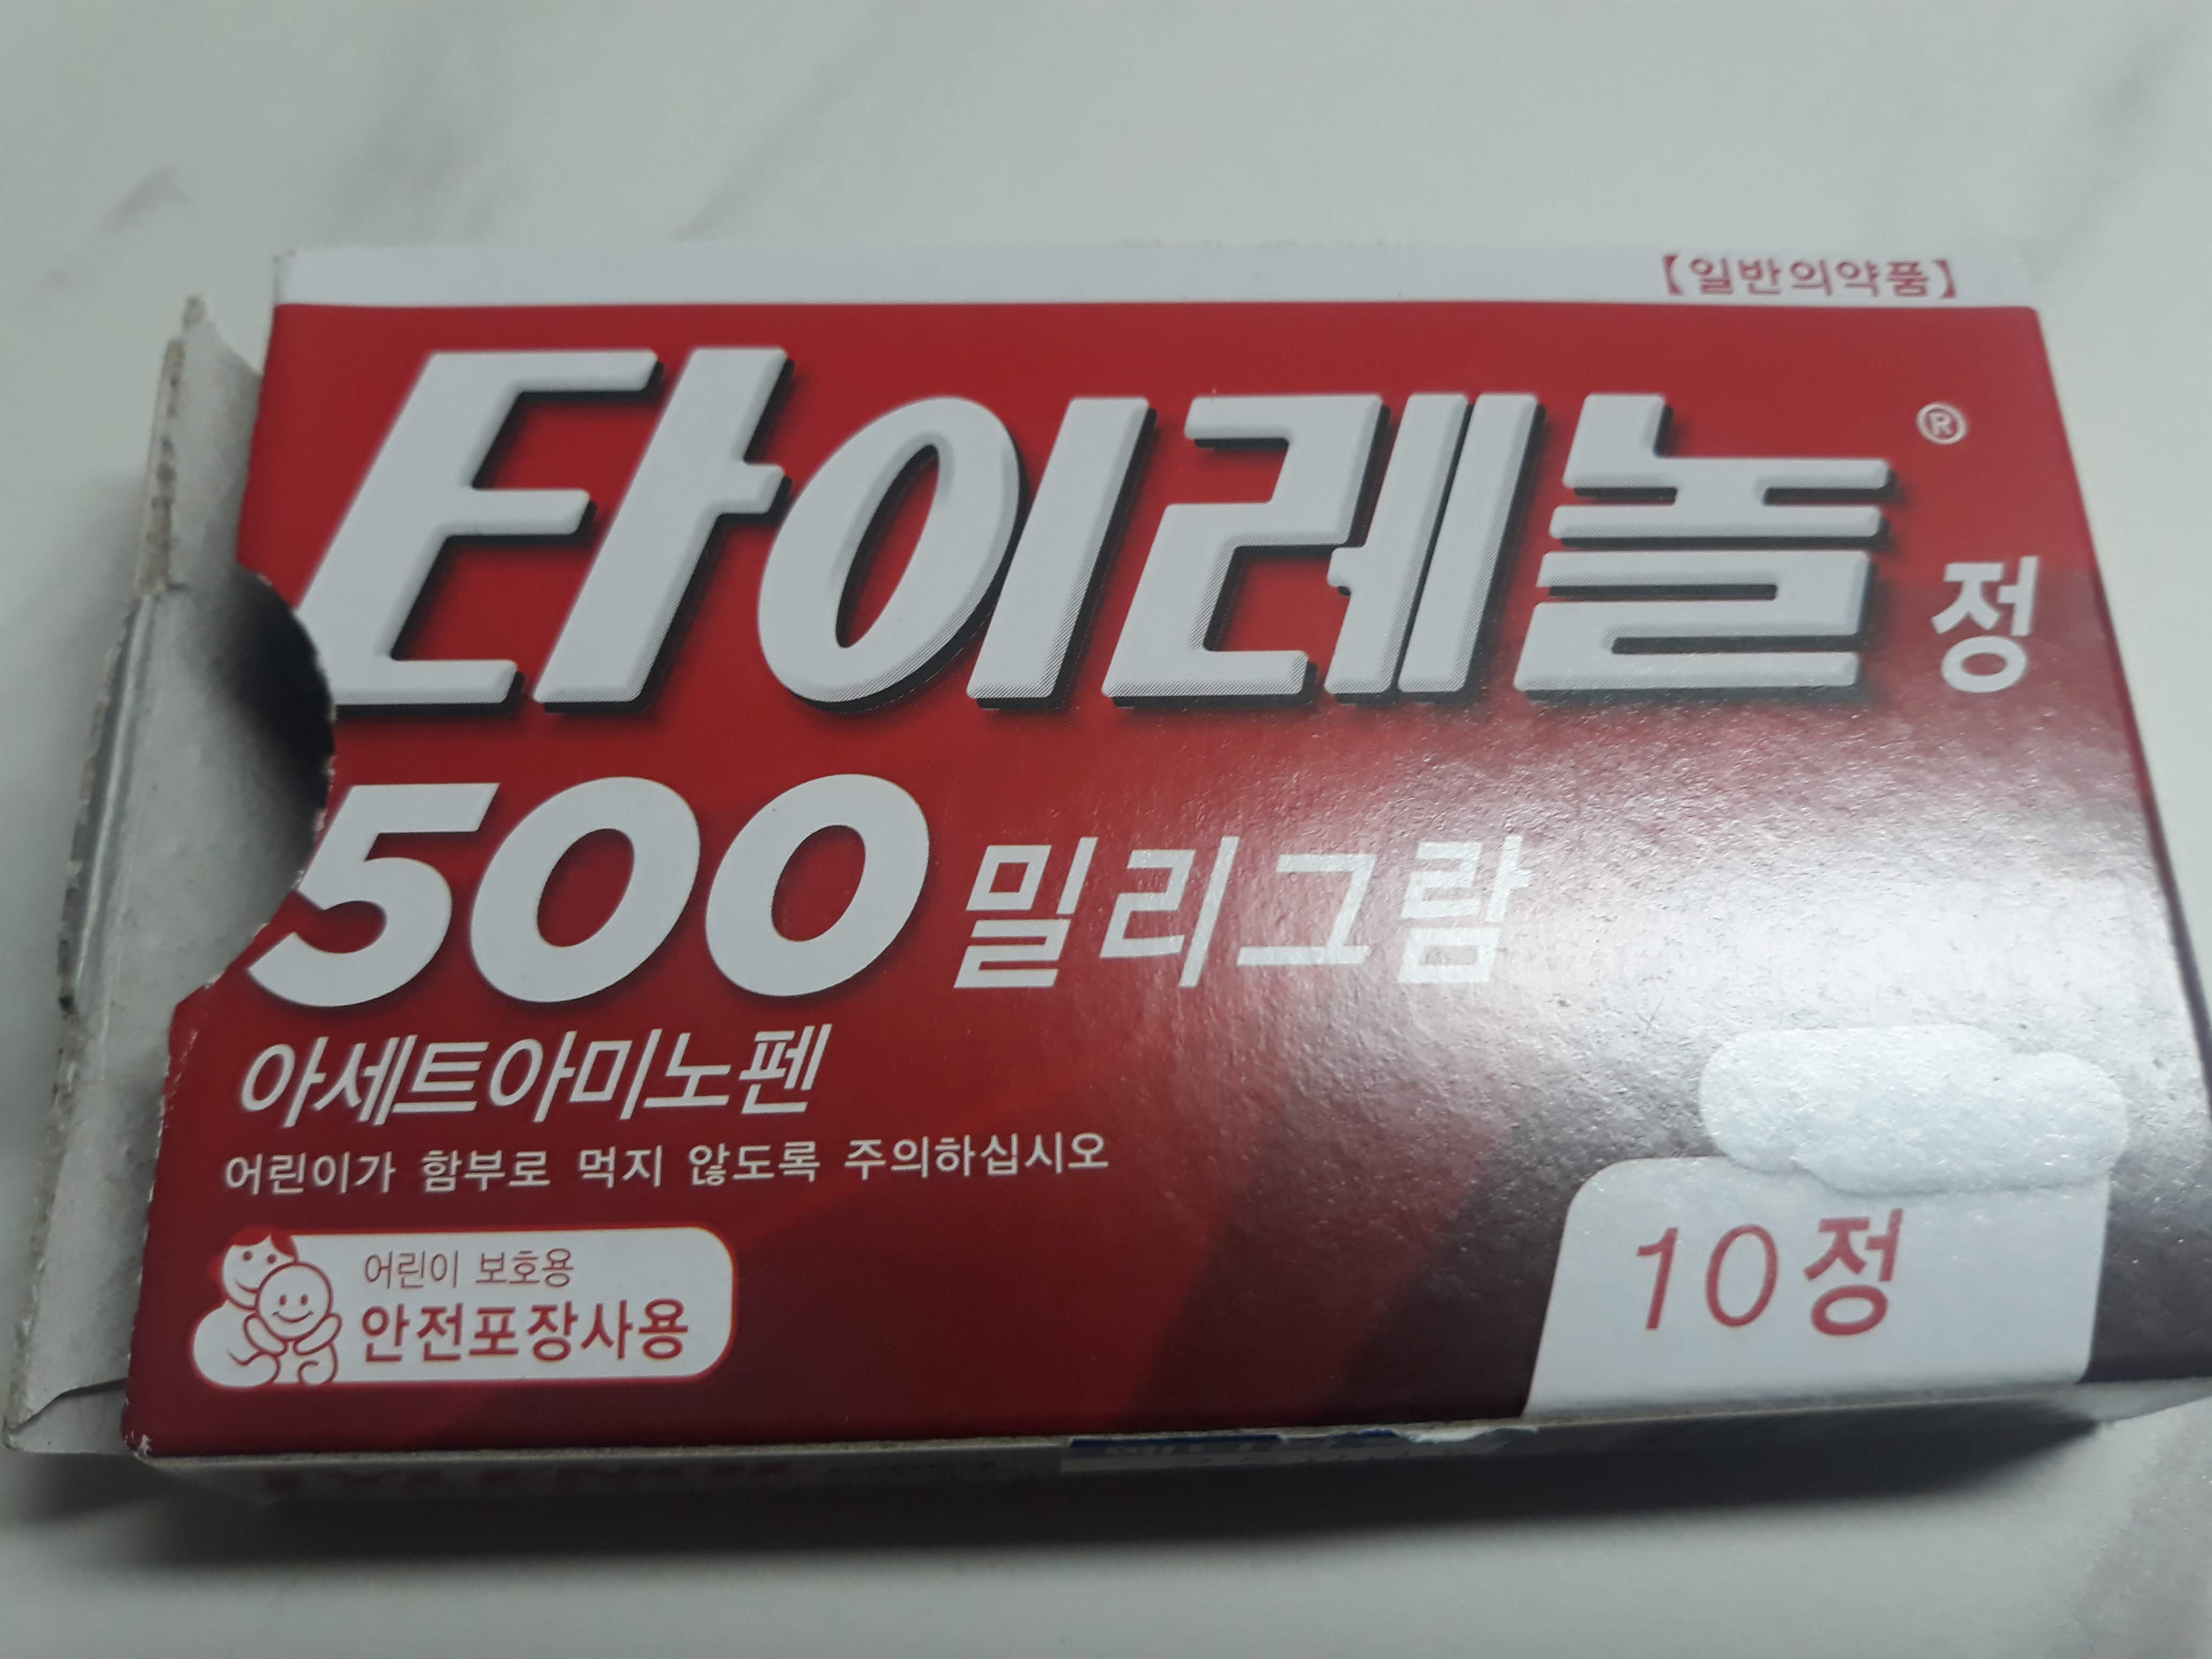 【일반의약품】
타이레놀® 정
500 밀리그람
아세트아미노펜
어린이가 함부로 먹지 않도록 주의하십시오
어린이 보호용
안전포장사용
10정